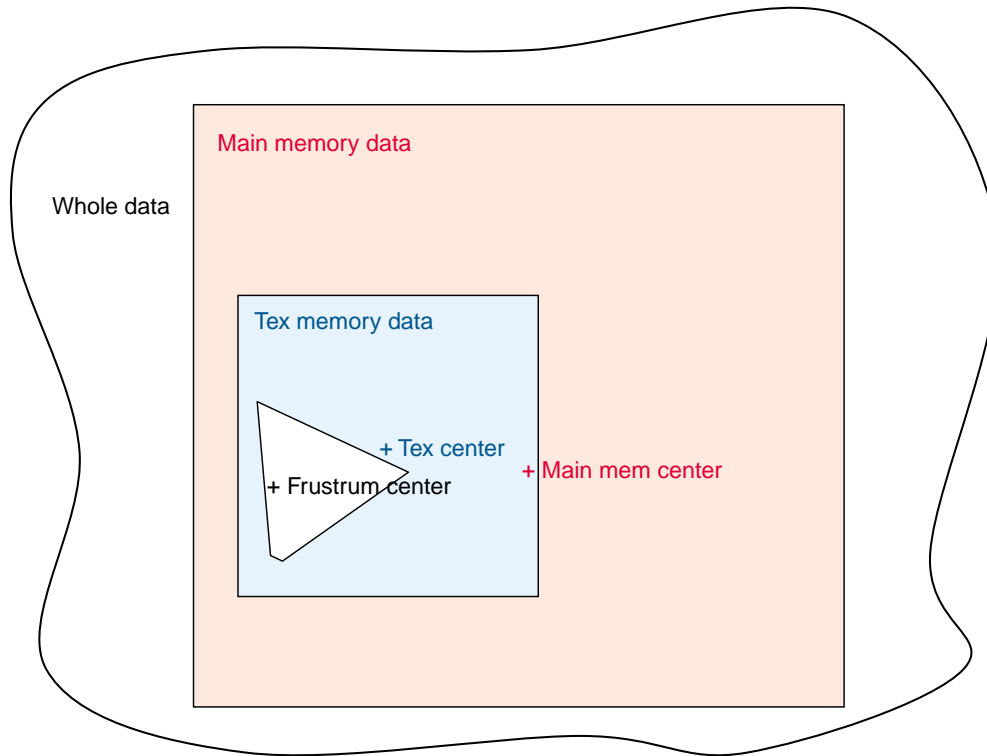 Main memory data
Whole data
Tex memory data
+ Tex center
+ Main mem center
+ Frustrum center